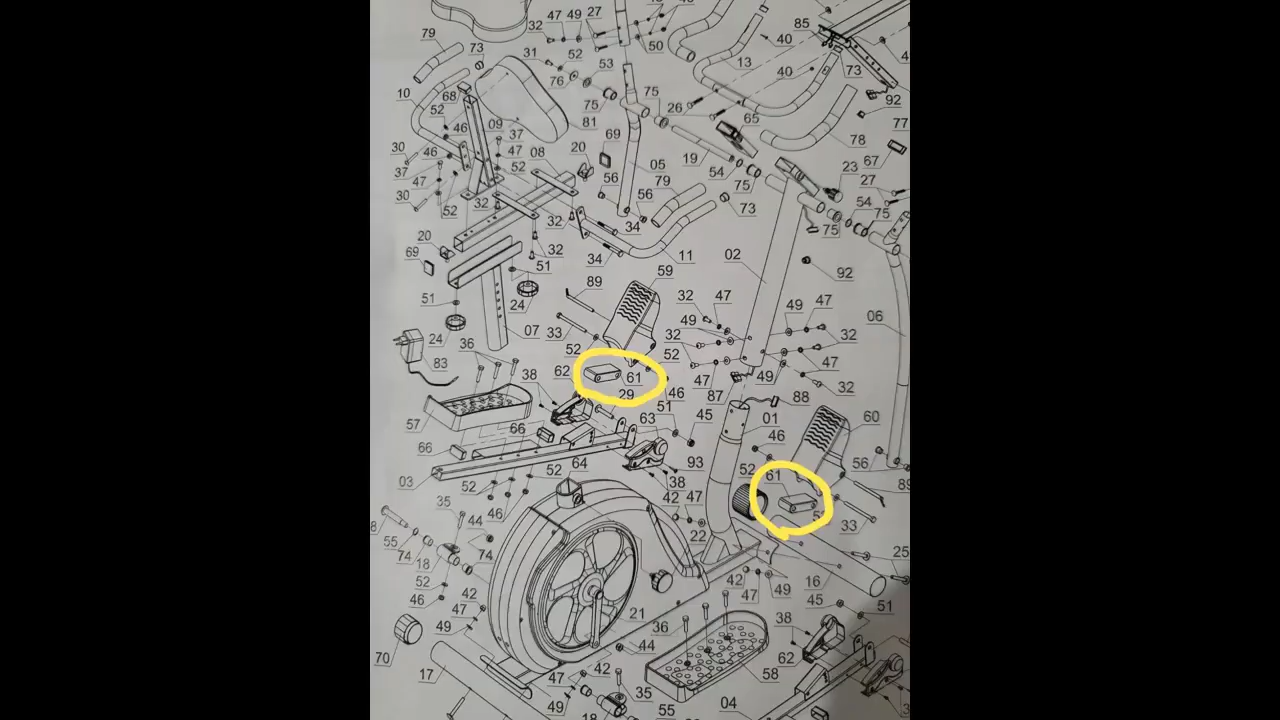 47 49 27
79 32 85
73 31 52 50 40
53 13
76 40 73
10 68 75 75 26 92
52 09 65 77
46 37 81 69 78
30 46 47 08 20 05 19 67
37 52 54 23
47 56 79 75 27
30 52 32 56 73 54
32 34 75 75
20 32 11 02
69 51 34 59 92
51 89 32 47 49 47
24 49 06
24 07 33 32 32
36 52 52 47
83 62 61 46 47 87 49 32
38 29 88
51 45 01 60
57 66 63 46
66 52 61 56
03 64 93 89
52 52 38
35 46 42 47 33
44 22
55 25
74 18 74 16
52 42 47 49
46 42 45 51
47 21 36 38
49 44
70 62
17 42 58
47 35
49 18 55 04